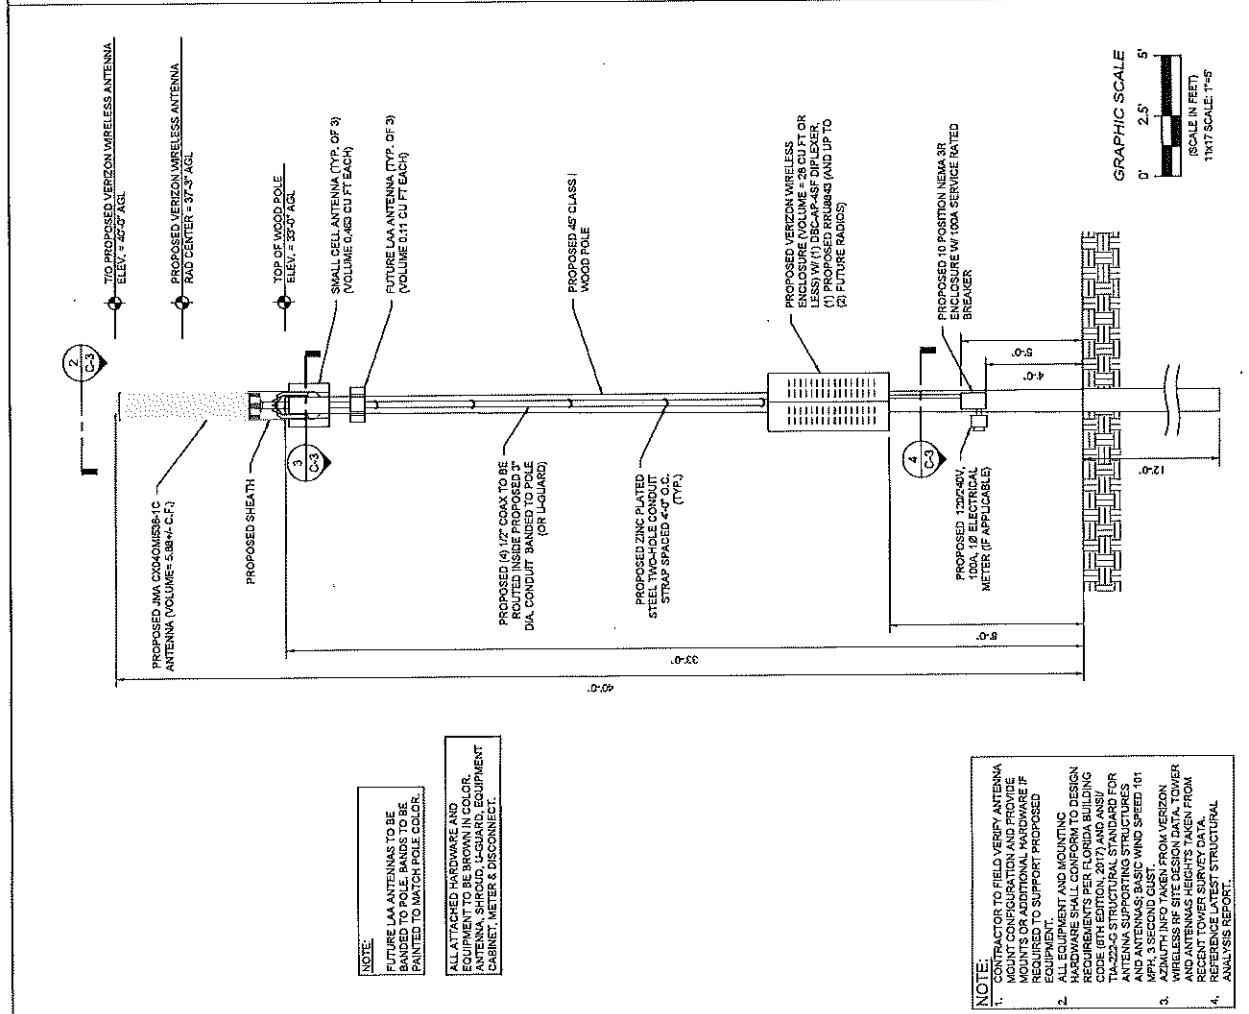 T/O PROPOSED VERIZON WIRELESS ANTENNA
ELEV. = 40'-0" AGL
PROPOSED VERIZON WIRELESS ANTENNA
RAD CENTER = 37'-3" AGL
TOP OF WOOD POLE
ELEV. = 33'-0" AGL
2
C-3
SMALL CELL ANTENNA (TYP. OF 3)
(VOLUME 0.463 CU FT EACH)
FUTURE LAA ANTENNA (TYP. OF 3)
(VOLUME 0.11 CU FT EACH)
PROPOSED 45' CLASS I
WOOD POLE
PROPOSED VERIZON WIRELESS
ENCLOSURE (VOLUME = 28 CU FT OR
LESS) W/ (1) DBC-AP-4SF DIPLEXER,
(1) PROPOSED RRU8843 (AND UP TO
(2) FUTURE RADIOS)
PROPOSED 10 POSITION NEMA 3R
ENCLOSURE W/ 100A SERVICE RATED
BREAKER
GRAPHIC SCALE
0' 2.5' 5'
(SCALE IN FEET)
11x17 SCALE: 1"=5'
PROPOSED JMA
ANTENNA (VOLUME= 5.88+/- C.F.)
PROPOSED SHEATH
3
C-3
PROPOSED (4) 1/2" COAX TO BE
ROUTED INSIDE PROPOSED 3"
DIA. CONDUIT BANDED TO POLE
(OR U-GUARD)
PROPOSED ZINC PLATED
STEEL TWO-HOLE CONDUIT
STRAP SPACED 4'-0" O.C.
(TYP.)
4
C-3
PROPOSED 120/240V,
100A, 1Ø ELECTRICAL
METER (IF APPLICABLE)
5'-0"
4'-0"
12'-0"
8'-0"
33'-0"
40'-0"
NOTE:
FUTURE LAA ANTENNAS TO BE
BANDED TO POLE. BANDS TO BE
PAINTED TO MATCH POLE COLOR.
ALL ATTACHED HARDWARE AND
EQUIPMENT TO BE BROWN IN COLOR.
ANTENNA, SHROUD, U-GUARD, EQUIPMENT
CABINET, METER & DISCONNECT.
NOTE:
1. CONTRACTOR TO FIELD VERIFY ANTENNA
MOUNT CONFIGURATION AND PROVIDE
MOUNTS OR ADDITIONAL HARDWARE IF
REQUIRED TO SUPPORT PROPOSED
EQUIPMENT.
2. ALL EQUIPMENT AND MOUNTING
HARDWARE SHALL CONFORM TO DESIGN
REQUIREMENTS PER FLORIDA BUILDING
CODE (6TH EDITION, 2017) AND ANSI/
TIA-222-G STRUCTURAL STANDARD FOR
ANTENNA SUPPORTING STRUCTURES
AND ANTENNAS; BASIC WIND SPEED 101
MPH, 3 SECOND GUST.
3. AZIMUTH INFO TAKEN FROM VERIZON
WIRELESS RF SITE DESIGN DATA. TOWER
AND ANTENNAS HEIGHTS TAKEN FROM
RECENT TOWER SURVEY DATA.
4. REFERENCE LATEST STRUCTURAL
ANALYSIS REPORT.